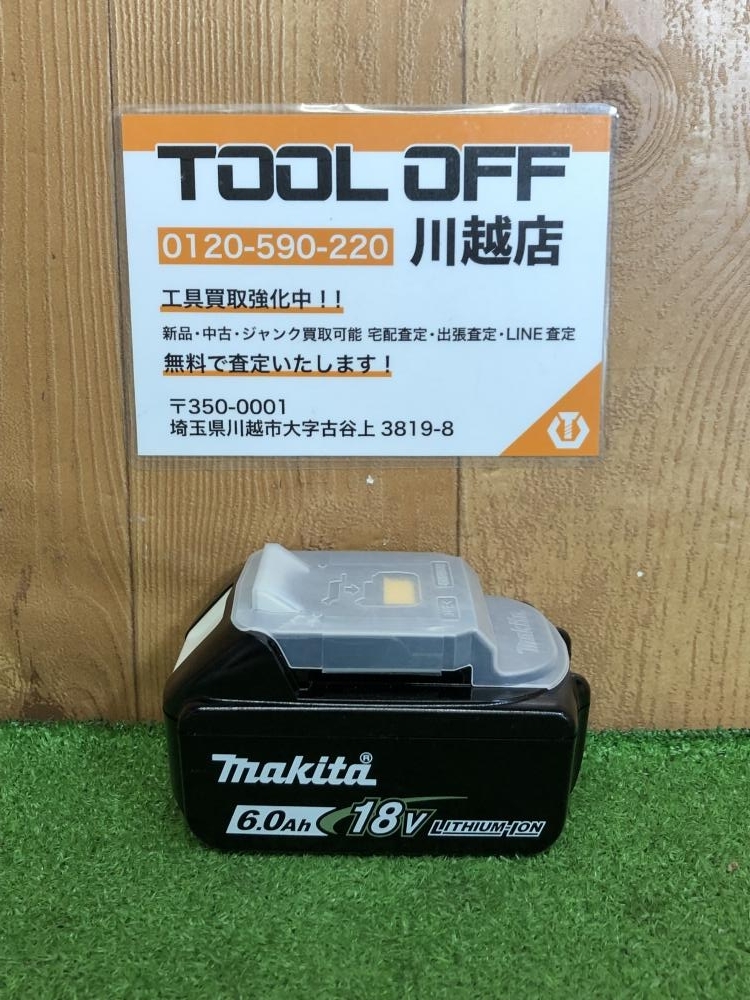 TOOL OFF
0120-590-220 川越店
工具買取強化中！！
新品・中古・ジャンク買取可能 宅配査定・出張査定・LINE査定
無料で査定いたします！
〒350-0001
埼玉県川越市大字古谷上 3819-8
makita
makita®
6.0Ah 18V LITHIUM-ION